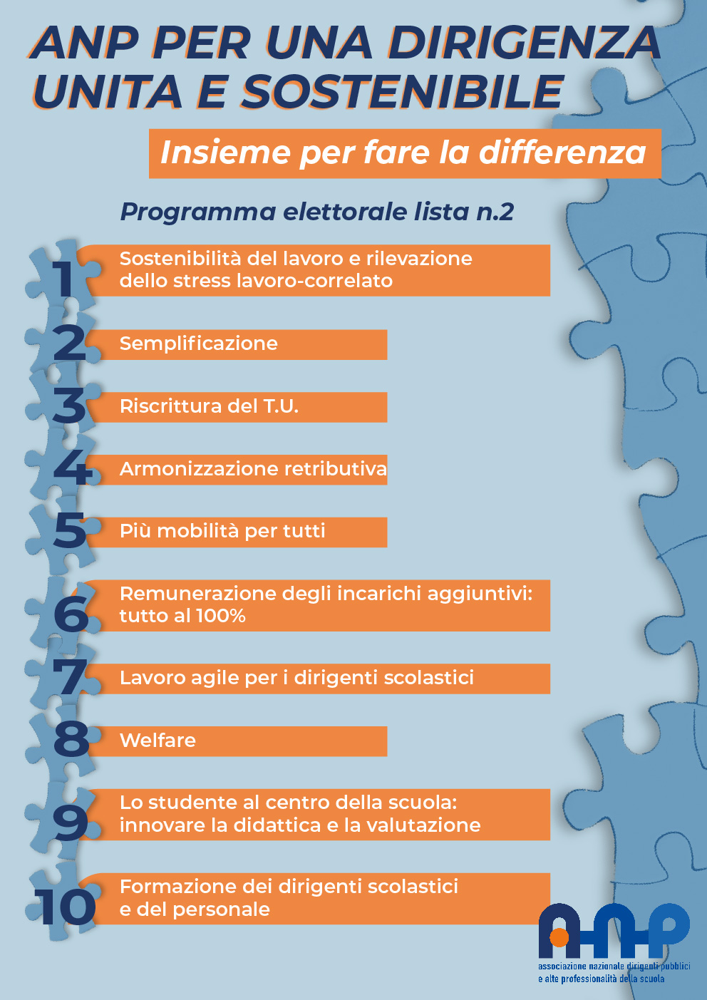 ANP PER UNA DIRIGENZA
UNITA E SOSTENIBILE
Insieme per fare la differenza
Programma elettorale lista n.2
1 Sostenibilità del lavoro e rilevazione
dello stress lavoro-correlato
2 Semplificazione
3 Riscrittura del T.U.
4 Armonizzazione retributiva
5 Più mobilità per tutti
6 Remunerazione degli incarichi aggiuntivi:
tutto al 100%
7 Lavoro agile per i dirigenti scolastici
8 Welfare
9 Lo studente al centro della scuola:
innovare la didattica e la valutazione
10 Formazione dei dirigenti scolastici
e del personale
A-n-p
associazione nazionale dirigenti pubblici
e alte professionalità della scuola